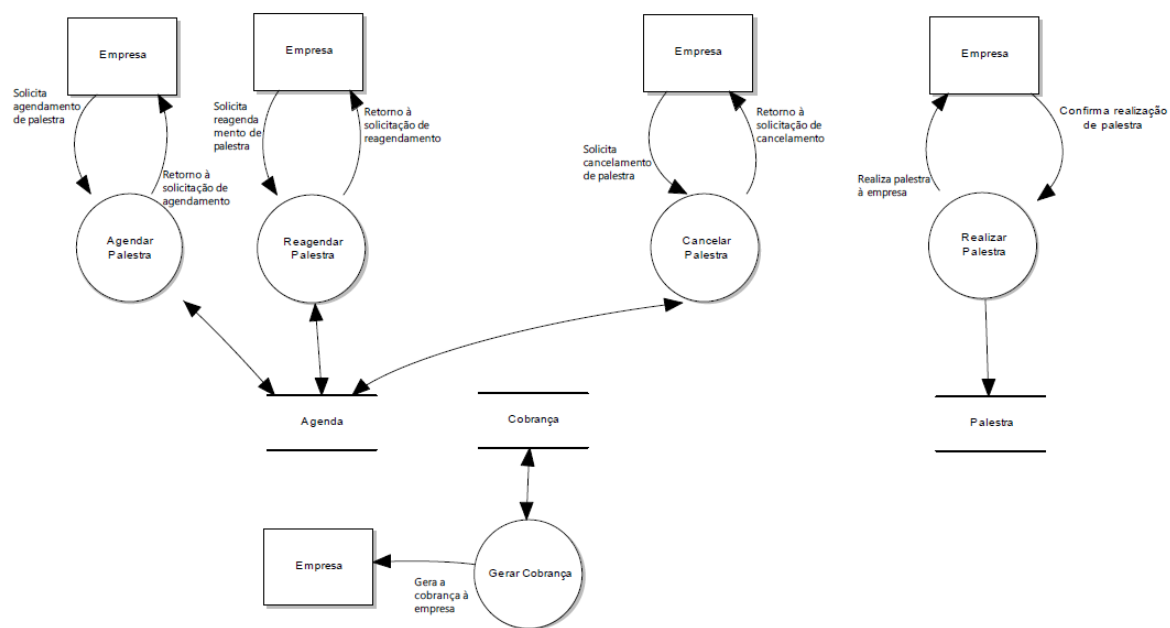 Empresa
Empresa
Empresa
Empresa
Solicita
agendamento
de palestra
Retorno à
solicitação de
agendamento
Solicita
reagenda
mento de
palestra
Retorno à
solicitação de
reagendamento
Solicita
cancelamento
de palestra
Retorno à
solicitação de
cancelamento
Realiza palestra
à empresa
Confirma realização
de palestra
Agendar
Palestra
Reagendar
Palestra
Cancelar
Palestra
Realizar
Palestra
Agenda
Cobrança
Palestra
Empresa
Gera a
cobrança à
empresa
Gerar Cobrança